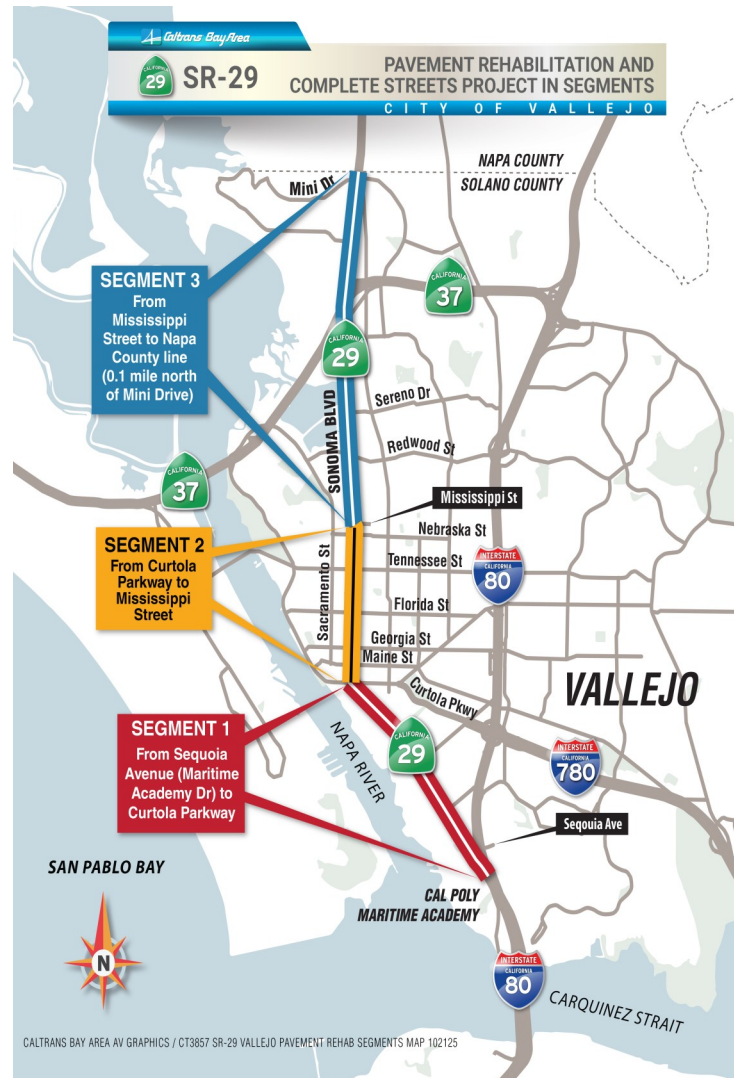 Caltrans Bay Area
CALIFORNIA
29
SR-29
PAVEMENT REHABILITATION AND
COMPLETE STREETS PROJECT IN SEGMENTS
CITY OF VALLEJO
NAPA COUNTY
SOLANO COUNTY
Mini Dr
SEGMENT 3
From
Mississippi
Street to Napa
County line
(0.1 mile north
of Mini Drive)
CALIFORNIA
37
CALIFORNIA
29
SONOMA BLVD
Sereno Dr
Redwood St
CALIFORNIA
37
Mississippi St
Nebraska St
SEGMENT 2
From Curtola
Parkway to
Mississippi
Street
Sacramento St
Tennessee St
INTERSTATE
CALIFORNIA
80
Florida St
Georgia St
Maine St
Curtola Pkwy
VALLEJO
SEGMENT 1
From Sequoia
Avenue (Maritime
Academy Dr) to
Curtola Parkway
NAPA RIVER
CALIFORNIA
29
INTERSTATE
CALIFORNIA
780
Seqouia Ave
SAN PABLO BAY
CAL POLY
MARITIME ACADEMY
N
INTERSTATE
CALIFORNIA
80
CARQUINEZ STRAIT
CALTRANS BAY AREA AV GRAPHICS / CT3857 SR-29 VALLEJO PAVEMENT REHAB SEGMENTS MAP 102125